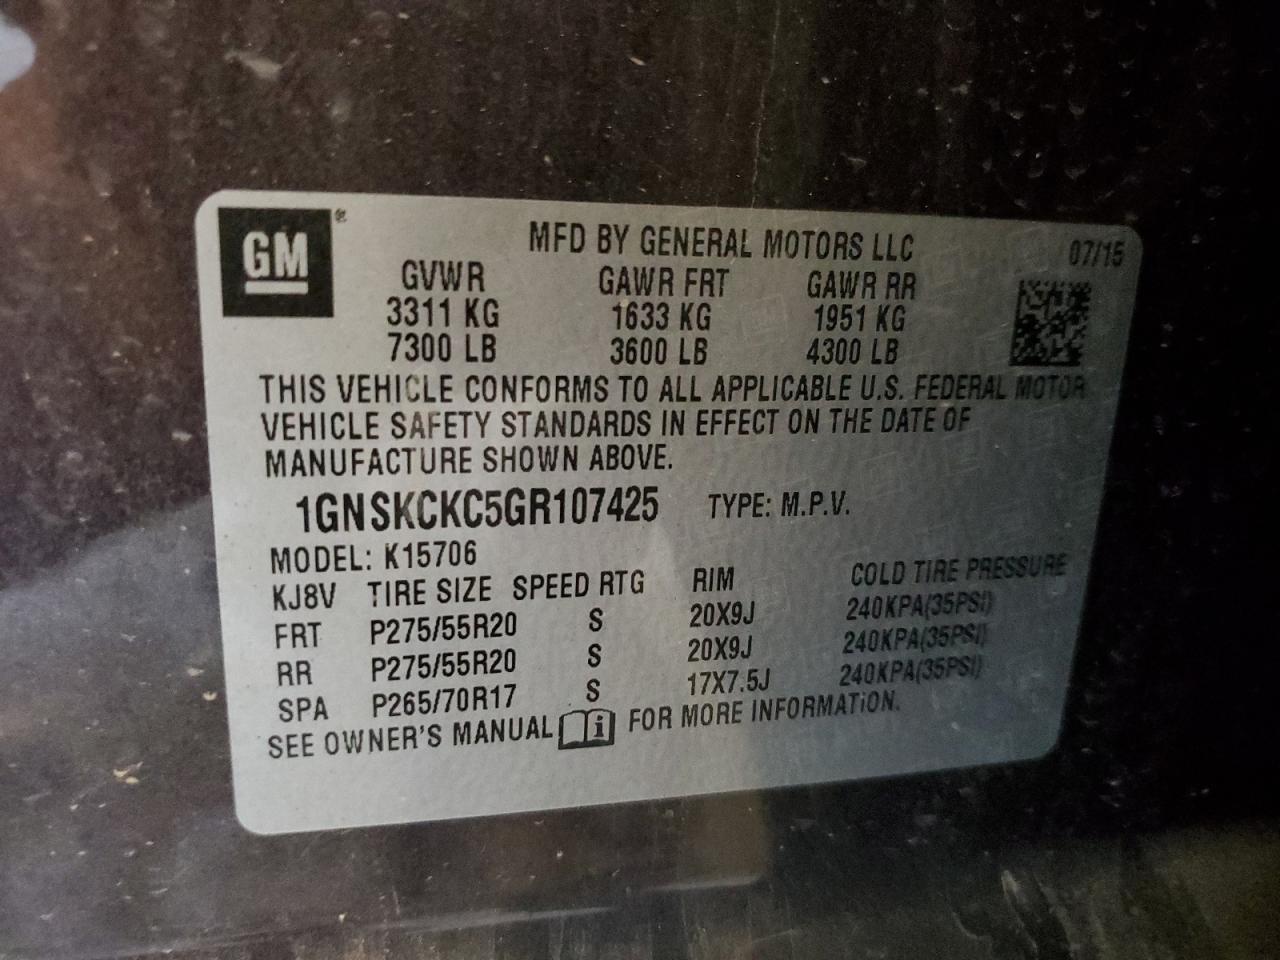 GM ®
MFD BY GENERAL MOTORS LLC 07/15
GVWR GAWR FRT GAWR RR
3311 KG 1633 KG 1951 KG
7300 LB 3600 LB 4300 LB
THIS VEHICLE CONFORMS TO ALL APPLICABLE U.S. FEDERAL MOTOR
VEHICLE SAFETY STANDARDS IN EFFECT ON THE DATE OF
MANUFACTURE SHOWN ABOVE.
1GNSKCKC5GR107425 TYPE: M.P.V.
MODEL: K15706
KJ8V TIRE SIZE SPEED RTG RIM COLD TIRE PRESSURE
FRT P275/55R20 S 20X9J 240KPA(35PSI)
RR P275/55R20 S 20X9J 240KPA(35PSI)
SPA P265/70R17 S 17X7.5J 240KPA(35PSI)
SEE OWNER'S MANUAL i FOR MORE INFORMATION.